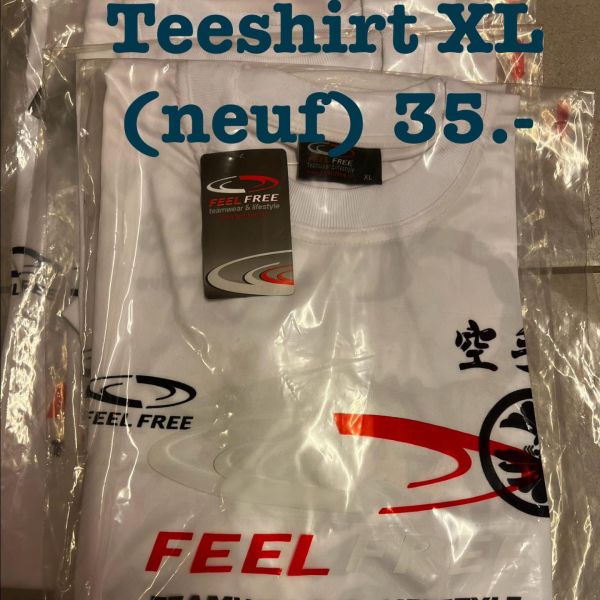 Teeshirt XL
(neuf) 35.-
FEEL FREE
Teamwear & lifestyle
XL
FEEL FREE
teamwear & lifestyle
空
FEEL FREE
FEEL FREE
FEEL FREE